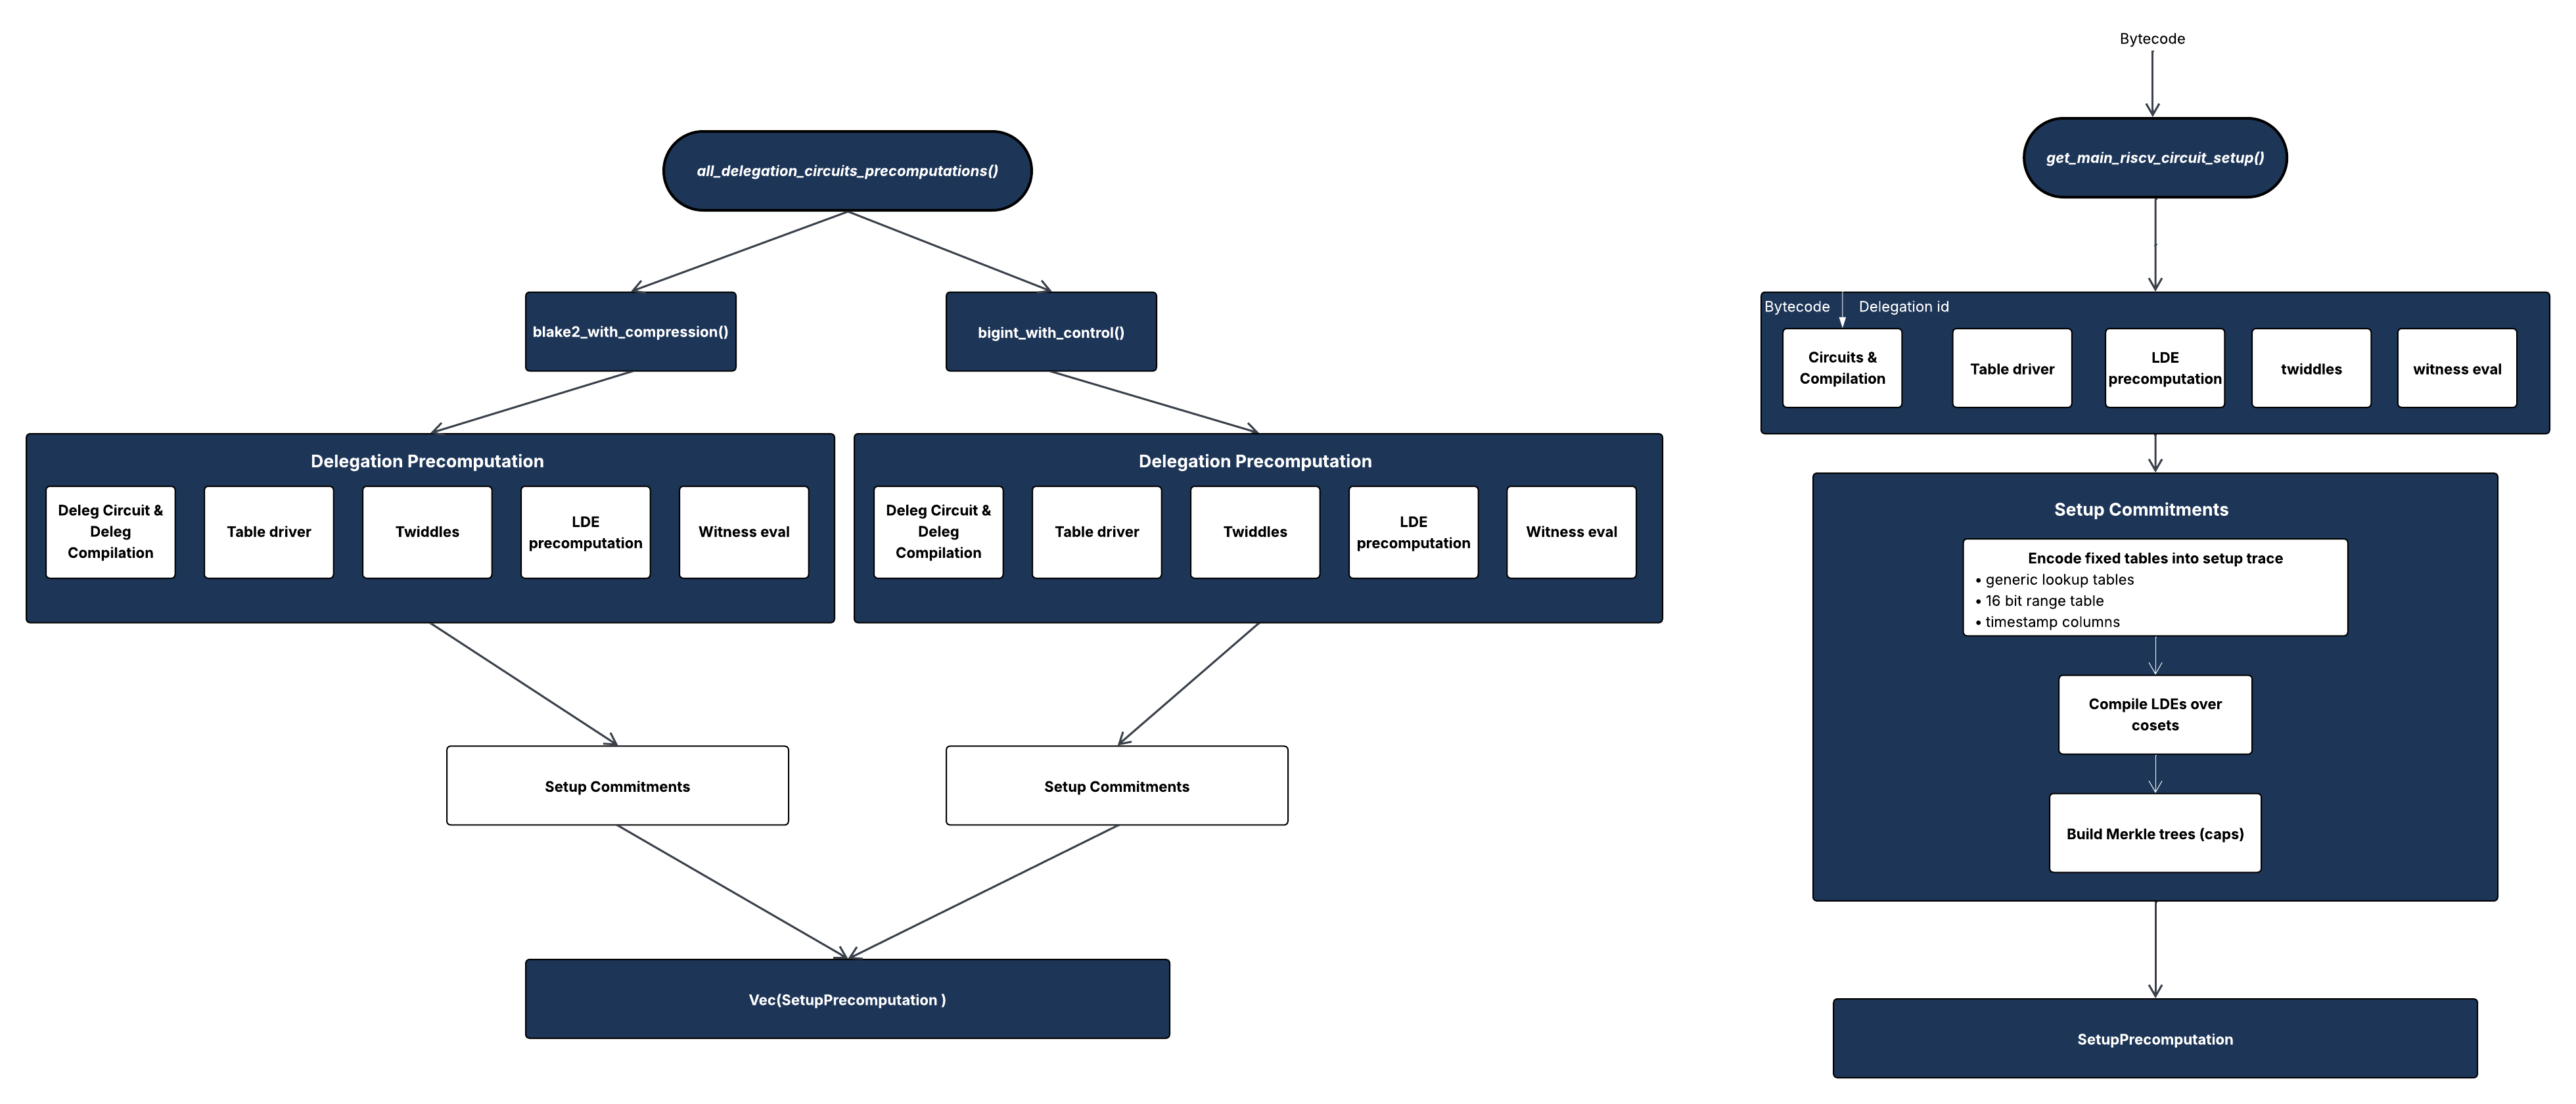 all_delegation_circuits_precomputations()
blake2_with_compression()
bigint_with_control()
Delegation Precomputation
Deleg Circuit &
Deleg
Compilation
Table driver
Twiddles
LDE
precomputation
Witness eval
Delegation Precomputation
Deleg Circuit &
Deleg
Compilation
Table driver
Twiddles
LDE
precomputation
Witness eval
Setup Commitments
Setup Commitments
Vec(SetupPrecomputation )
Bytecode
get_main_riscv_circuit_setup()
Bytecode
Delegation id
Circuits &
Compilation
Table driver
LDE
precomputation
twiddles
witness eval
Setup Commitments
Encode fixed tables into setup trace
• generic lookup tables
• 16 bit range table
• timestamp columns
Compile LDEs over
cosets
Build Merkle trees (caps)
SetupPrecomputation